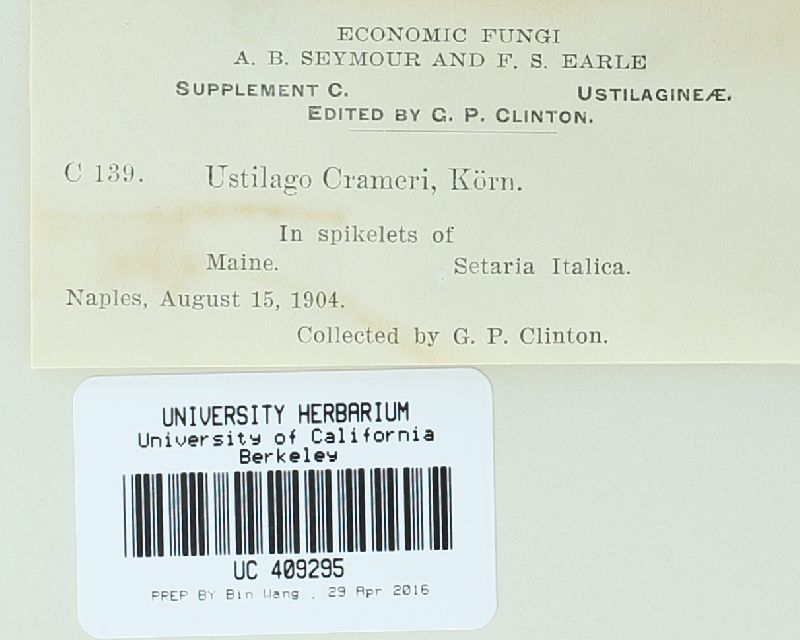 ECONOMIC FUNGI
A. B. SEYMOUR AND F. S. EARLE
SUPPLEMENT C. USTILAGINEÆ.
EDITED BY G. P. CLINTON.
C 139. Ustilago Crameri, Körn.
In spikelets of
Maine. Setaria Italica.
Naples, August 15, 1904.
Collected by G. P. Clinton.
UNIVERSITY HERBARIUM
University of California
Berkeley
UC 409295
PREP BY Bin Wang , 29 Apr 2016